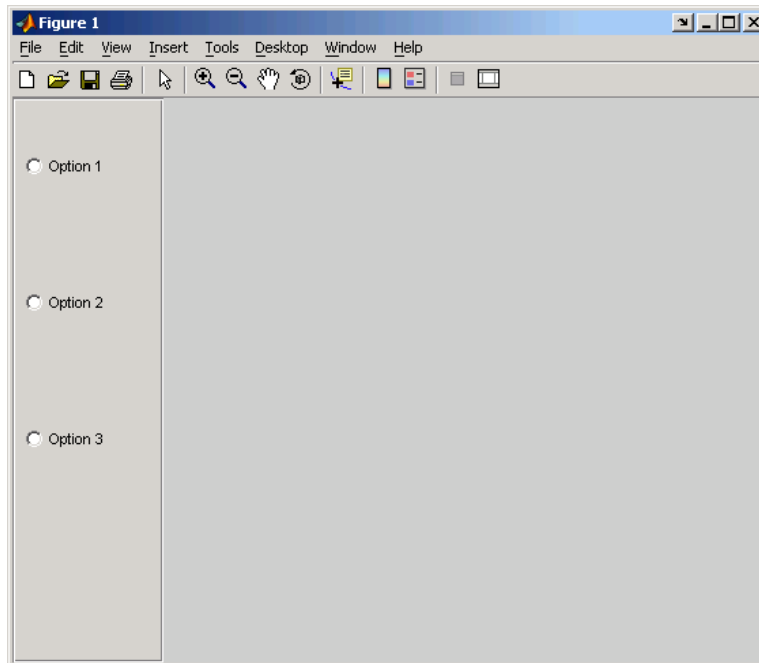 Figure 1
File Edit View Insert Tools Desktop Window Help
Option 1
Option 2
Option 3